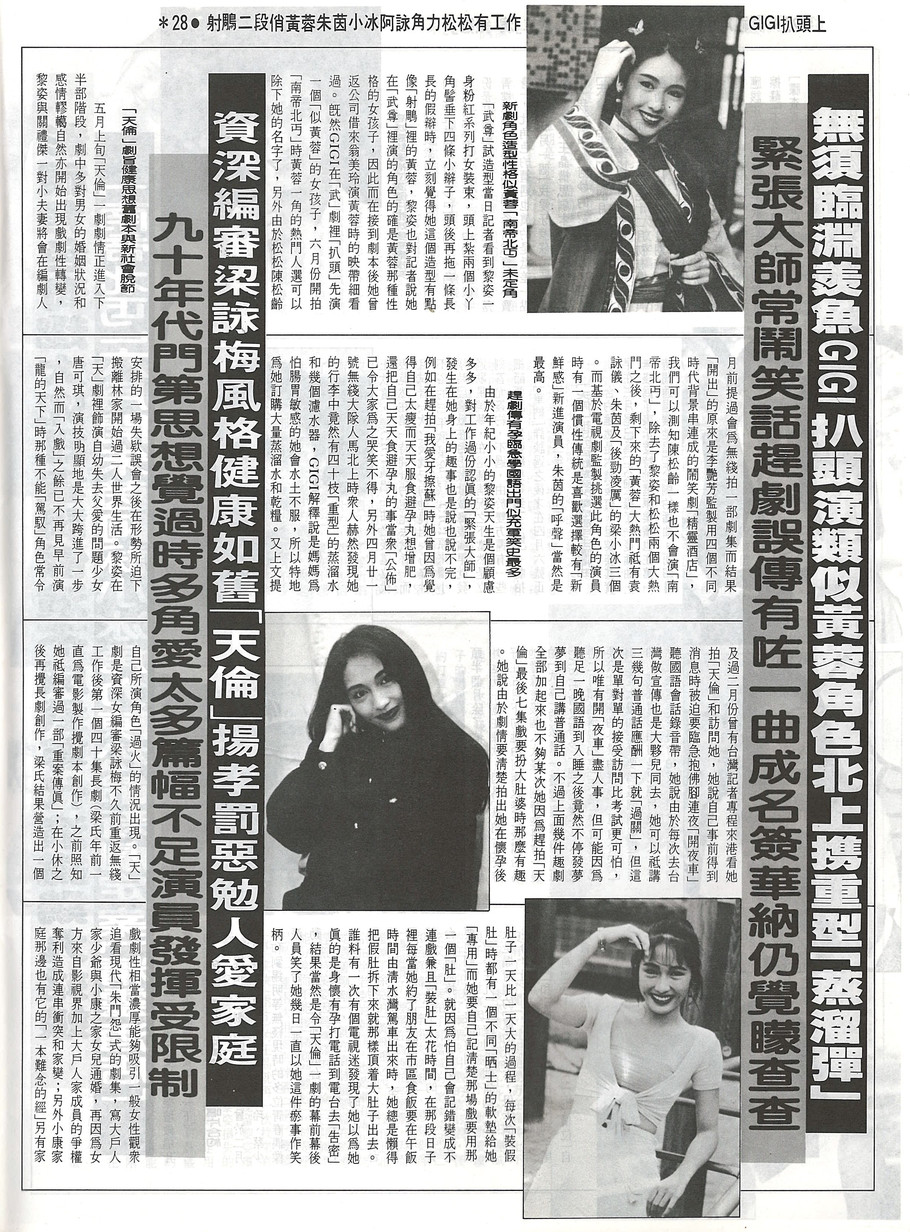 ＊28● 射鵰二段俏黃蓉朱茵小冰阿詠角力松松有工作
GIGI扒頭上
無須臨淵羨魚GIGI扒頭演類似黃蓉角色北上携重型「蒸溜彈」
緊張大師常鬧笑話趕劇誤傳有咗一曲成名簽華納仍覺矇查查
新劇角色造型性格似黃蓉「南帝北丐」未定角
「武尊」試造型當日記者看到黎姿一
身粉紅系列打女裝束，頭上紮兩個小丫
角髻垂下四條小辮子，頭後再拖一條長
長的假辮時，立刻覺得她這個造型有點
像「射鵰」裡的黃蓉，黎姿也對記者說她
在「武尊」裡演的角色的確是黃蓉那種性
格的女孩子，因此而在接到劇本後她曾
返公司借來翁美玲演黃蓉時的映帶細看
過。既然GIGI在「武」劇裡「扒頭」先演
一個「似黃蓉」的女孩子，六月份開拍
「南帝北丐」時黃蓉一角的熱門人選可以
除下她的名字了，另外由於松松陳松齡
月前提過會爲無綫拍一部劇集而結果
「開出」的原來是李艷芳監製用四個不同
時代背景串連成的鬧笑劇「精靈酒店」，
我們可以測知陳松齡一樣也不會演「南
帝北丐」，除去了黎姿和松松兩個大熱
門之後，剩下來的「黃蓉」大熱門祗有袁
詠儀、朱茵及「後勁凌厲」的梁小冰三個
。而基於電視劇監製挑選此角色的演員
時有一個慣性傳統是喜歡選擇較有「新
鮮感」新進演員，朱茵的「呼聲」當然是
最高。
趕劇傳有孕臨急學國語出門似充軍笑史最多
由於年紀小小的黎姿天生是個顧慮
多多，對工作過份認眞的「緊張大師」，
發生在她身上的趣事也是說也說不完，
例如在趕拍「我愛牙擦蘇」時她曾因爲覺
得自己太瘦而天天服食避孕丸想增肥，
還把自己天天食避孕丸的事當衆「公佈」
已令大家爲之哭笑不得，另外四月廿一
號無綫大隊人馬北上時衆人赫然發現她
的行李中竟然有四十枝「重型」的蒸溜水
和幾個濾水器，GIGI解釋說是媽媽爲
怕腸胃敏感的她會水土不服，所以特地
爲她訂購大量蒸溜水和乾糧。又上文提
及過二月份曾有台灣記者專程來港看她
拍「天倫」和訪問她，她說自己事前得到
消息時被迫要臨急抱佛腳連夜「開夜車」
聽國語會話錄音帶，她說由於每次去台
灣做宣傳也是大夥兒同去，她可以祗講
三幾句普通話應酬一下就「過關」，但這
次是單對單的接受訪問比考試更可怕，
所以唯有開「夜車」盡人事，但可能因爲
聽足一晚國語到入睡之後竟然不停發夢
夢到自己講普通話。不過上面幾件趣劇
全部加起來也不夠某次她因爲趕拍「天
倫」最後七集戲要扮大肚婆時那麼有趣
。她說由於劇情要淸楚拍出她在懷孕後
肚子一天比一天大的過程，每次「裝假
肚」時都有一個不同「晒士」的軟墊給她
「專用」而她要自己記淸楚那場戲要用那
一個「肚」。就因爲怕自己會記錯變成不
連戲兼且「裝肚」太花時間，在那段日子
裡每當她約了朋友在市區食飯要在午飯
時間由淸水灣駕車出來時，她總是懶得
把假肚拆下來就那樣頂着大肚子出去。
誰料有一次有個電視迷發現了她以爲她
眞的是身懷有孕打電話到電台去「告密」
，結果當然是令「天倫」一劇的幕前幕後
人員笑了她幾日，一直以她這件瘀事作笑
柄。
資深編審梁詠梅風格健康如舊「天倫」揚孝罰惡勉人愛家庭
九十年代門第思想覺過時多角愛太多篇幅不足演員發揮受限制
「天倫」劇旨健康思想舊劇本與新社會脫節
五月上旬「天倫」一劇劇情正進入下
半部階段，劇中多對男女的婚姻狀況和
感情轇轕自然亦開始出現戲劇性轉變，
黎姿與關禮傑一對小夫妻將會在編劇人
安排的一場失欵誤會之後在形勢所迫下
搬離林家開始過二人世界生活。黎姿在
「天」劇裡飾演自幼失去父愛的問題少女
唐可琪，演技明顯地是大大跨進了一步
，自然而「入戲」之餘已不再見早前演
「龍的天下」時那種不能「駕馭」角色常令
自己所演角色「過火」的情況出現。「天」
劇是資深女編審梁詠梅不久前重返無綫
工作後第一個四十集長劇（梁氏年前一
直爲電影製作攪劇本創作），之前照知
她祗編審過一部「重案傳眞」；在小休之
後再攪長劇創作，梁氏結果營造出一個
戲劇性相當濃厚能夠吸引一般女性觀衆
追看現代「朱門怨」式的劇集，寫大戶人
家少爺與小康之家女兒通婚，再因爲女
方來自影視界加上大戶人家成員的爭權
奪利造成連串衝突和家變；另外小康家
庭那邊也有它的「一本難念的經」另有家